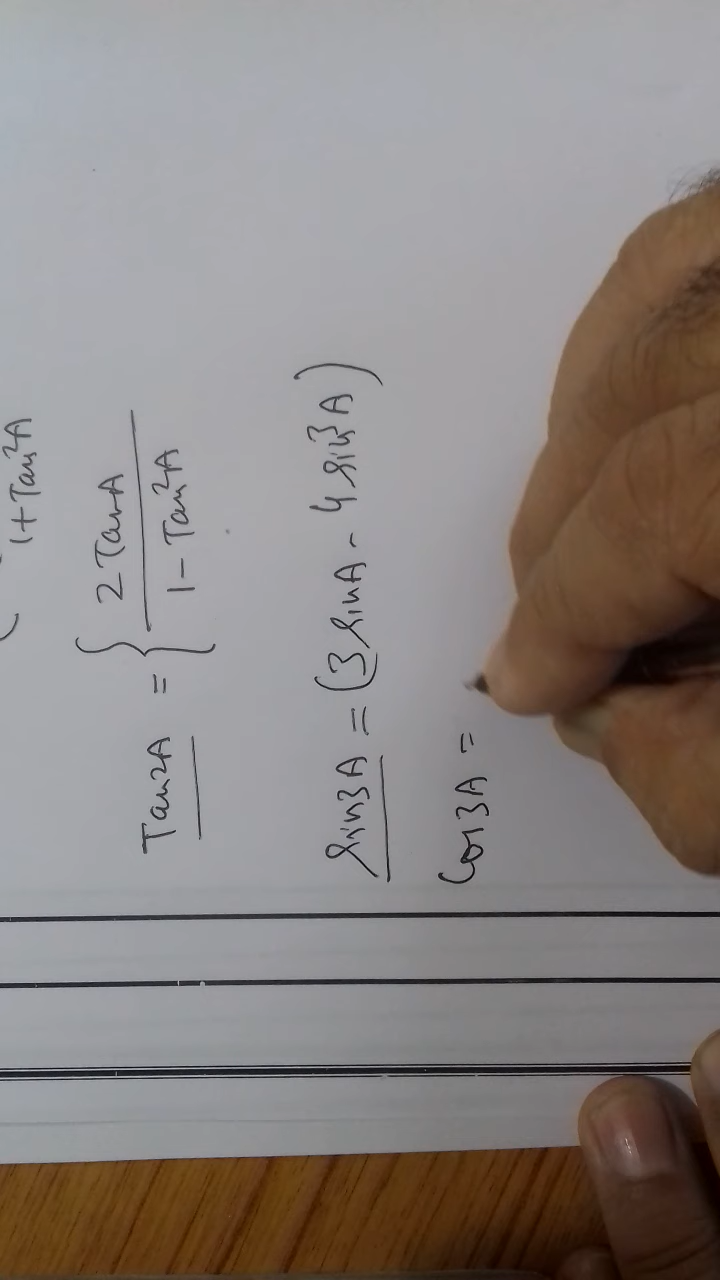 1+Tan²A
Tan2A = { 2TanA / 1 - Tan²A
sin3A = (3sinA - 4sin³A)
Cos3A =